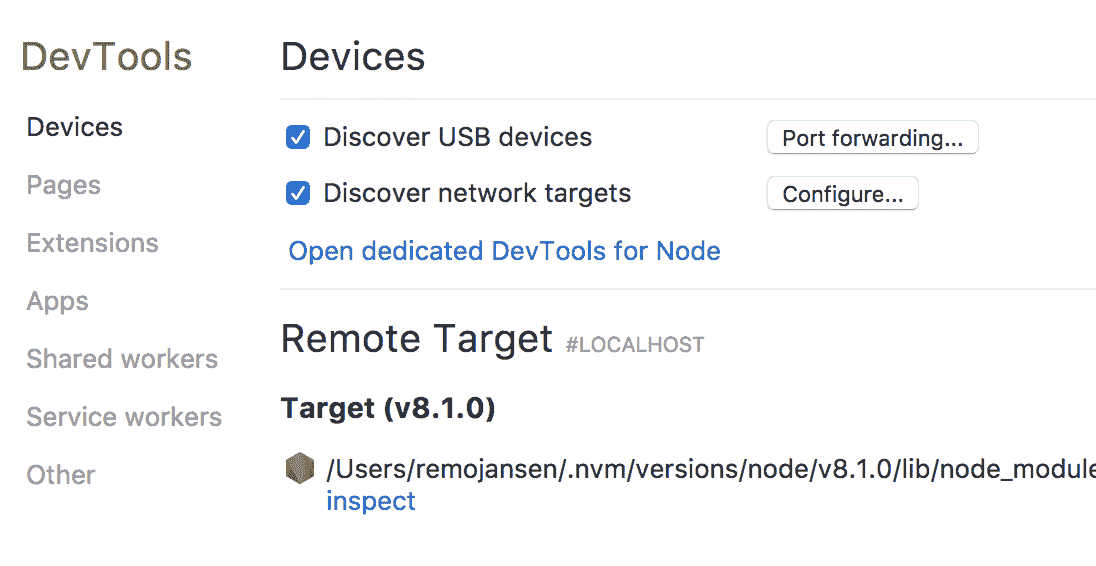 DevTools
Devices
Pages
Extensions
Apps
Shared workers
Service workers
Other
Devices
Discover USB devices
Port forwarding...
Discover network targets
Configure...
Open dedicated DevTools for Node
Remote Target #LOCALHOST
Target (v8.1.0)
/Users/remojansen/.nvm/versions/node/v8.1.0/lib/node_module
inspect